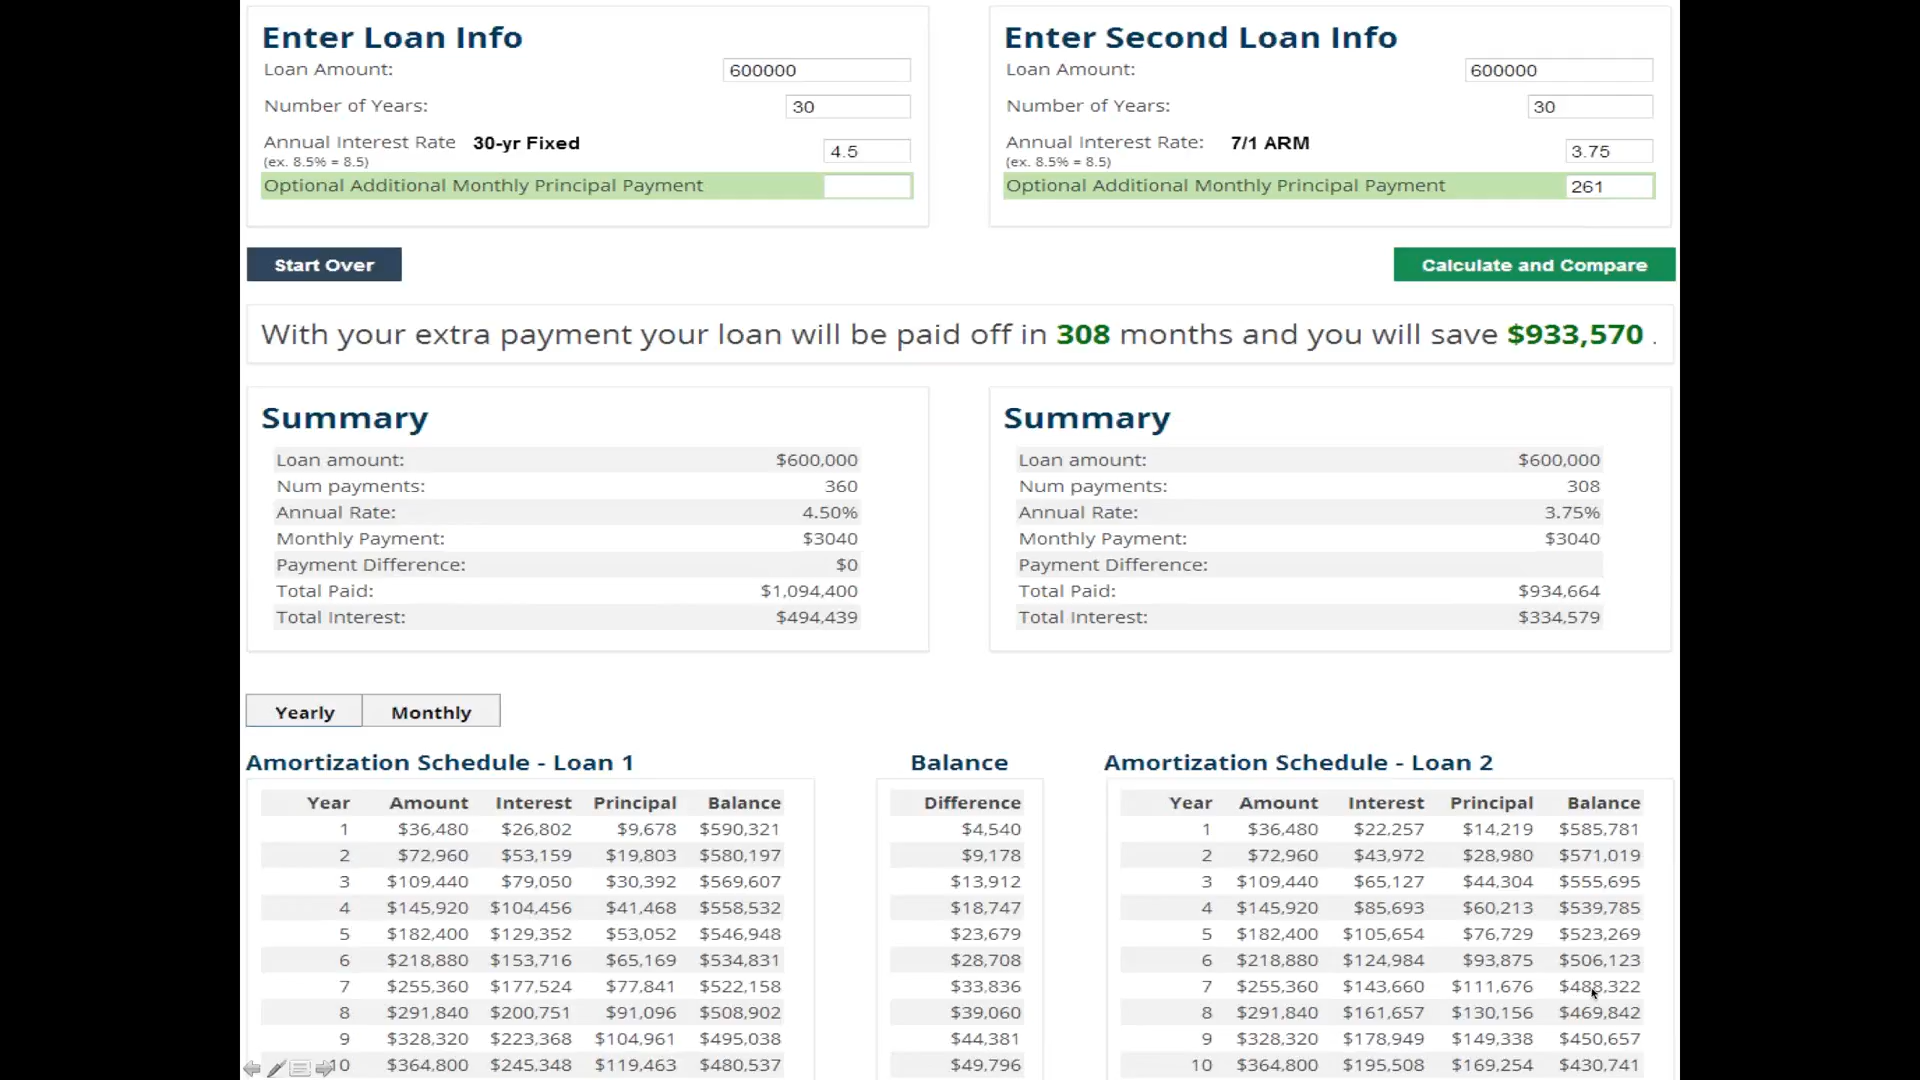 Enter Loan Info
Loan Amount: 600000
Number of Years: 30
Annual Interest Rate 30-yr Fixed 4.5
(ex. 8.5% = 8.5)
Optional Additional Monthly Principal Payment
Enter Second Loan Info
Loan Amount: 600000
Number of Years: 30
Annual Interest Rate: 7/1 ARM 3.75
(ex. 8.5% = 8.5)
Optional Additional Monthly Principal Payment 261
Start Over
Calculate and Compare
With your extra payment your loan will be paid off in 308 months and you will save $933,570 .
Summary
Loan amount: $600,000
Num payments: 360
Annual Rate: 4.50%
Monthly Payment: $3040
Payment Difference: $0
Total Paid: $1,094,400
Total Interest: $494,439
Summary
Loan amount: $600,000
Num payments: 308
Annual Rate: 3.75%
Monthly Payment: $3040
Payment Difference:
Total Paid: $934,664
Total Interest: $334,579
Yearly Monthly
Amortization Schedule - Loan 1
Year Amount Interest Principal Balance
1 $36,480 $26,802 $9,678 $590,321
2 $72,960 $53,159 $19,803 $580,197
3 $109,440 $79,050 $30,392 $569,607
4 $145,920 $104,456 $41,468 $558,532
5 $182,400 $129,352 $53,052 $546,948
6 $218,880 $153,716 $65,169 $534,831
7 $255,360 $177,524 $77,841 $522,158
8 $291,840 $200,751 $91,096 $508,902
9 $328,320 $223,368 $104,961 $495,038
10 $364,800 $245,348 $119,463 $480,537
Balance
Difference
$4,540
$9,178
$13,912
$18,747
$23,679
$28,708
$33,836
$39,060
$44,381
$49,796
Amortization Schedule - Loan 2
Year Amount Interest Principal Balance
1 $36,480 $22,257 $14,219 $585,781
2 $72,960 $43,972 $28,980 $571,019
3 $109,440 $65,127 $44,304 $555,695
4 $145,920 $85,693 $60,213 $539,785
5 $182,400 $105,654 $76,729 $523,269
6 $218,880 $124,984 $93,875 $506,123
7 $255,360 $143,660 $111,676 $488,322
8 $291,840 $161,657 $130,156 $469,842
9 $328,320 $178,949 $149,338 $450,657
10 $364,800 $195,508 $169,254 $430,741